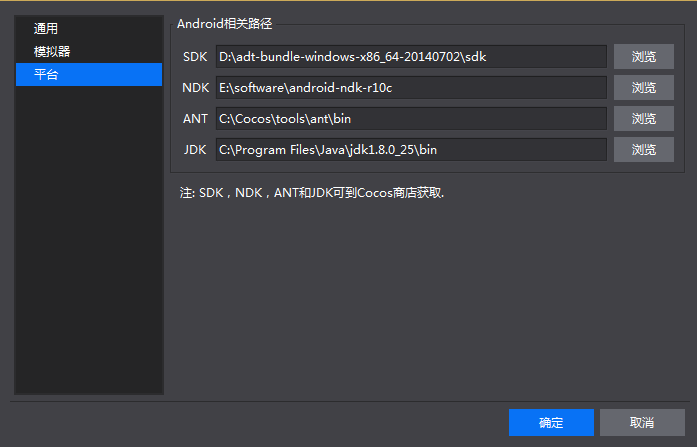 通用
模拟器
平台
Android相关路径
SDK D:\adt-bundle-windows-x86_64-20140702\sdk 浏览
NDK E:\software\android-ndk-r10c 浏览
ANT C:\Cocos\tools\ant\bin 浏览
JDK C:\Program Files\Java\jdk1.8.0_25\bin 浏览
注: SDK，NDK，ANT和JDK可到Cocos商店获取.
确定 取消